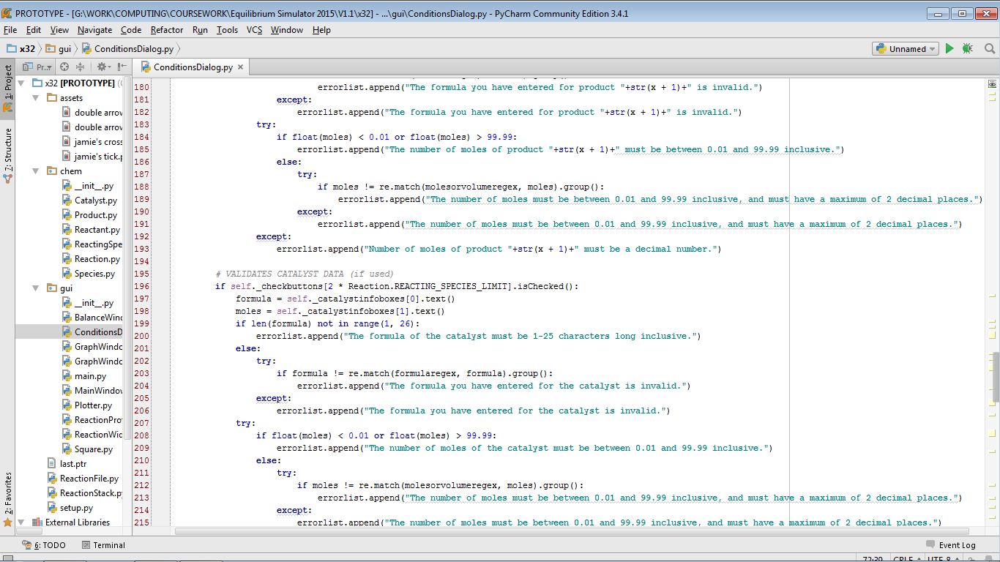 PROTOTYPE - [G:\WORK\COMPUTING\COURSEWORK\Equilibrium Simulator 2015\V1.1\x32] - ...\gui\ConditionsDialog.py - PyCharm Community Edition 3.4.1
File Edit View Navigate Code Refactor Run Tools VCS Window Help
x32 gui ConditionsDialog.py Unnamed
Pr.. ConditionsDialog.py
1: Project
7: Structure
2: Favorites
x32 [PROTOTYPE] (
assets
double arrow
double arrow
jamie's cross
jamie's tick.p
chem
__init__.py
Catalyst.py
Product.py
Reactant.py
ReactingSpe
Reaction.py
Species.py
gui
__init__.py
BalanceWind
ConditionsD
GraphWindo
GraphWindo
main.py
MainWindow
Plotter.py
ReactionPro
ReactionWid
Square.py
last.ptr
ReactionFile.py
ReactionStack.py
setup.py
External Libraries
180 errorlist.append("The formula you have entered for product "+str(x + 1)+" is invalid.")
181 except:
182 errorlist.append("The formula you have entered for product "+str(x + 1)+" is invalid.")
183 try:
184 if float(moles) < 0.01 or float(moles) > 99.99:
185 errorlist.append("The number of moles of product "+str(x + 1)+" must be between 0.01 and 99.99 inclusive.")
186 else:
187 try:
188 if moles != re.match(molesorvolumeregex, moles).group():
189 errorlist.append("The number of moles must be between 0.01 and 99.99 inclusive, and must have a maximum of 2 decimal places.")
190 except:
191 errorlist.append("The number of moles must be between 0.01 and 99.99 inclusive, and must have a maximum of 2 decimal places.")
192 except:
193 errorlist.append("Number of moles of product "+str(x + 1)+" must be a decimal number.")
194
195 # VALIDATES CATALYST DATA (if used)
196 if self._checkbuttons[2 * Reaction.REACTING_SPECIES_LIMIT].isChecked():
197 formula = self._catalystinfoboxes[0].text()
198 moles = self._catalystinfoboxes[1].text()
199 if len(formula) not in range(1, 26):
200 errorlist.append("The formula of the catalyst must be 1-25 characters long inclusive.")
201 else:
202 try:
203 if formula != re.match(formularegex, formula).group():
204 errorlist.append("The formula you have entered for the catalyst is invalid.")
205 except:
206 errorlist.append("The formula you have entered for the catalyst is invalid.")
207 try:
208 if float(moles) < 0.01 or float(moles) > 99.99:
209 errorlist.append("The number of moles of the catalyst must be between 0.01 and 99.99 inclusive.")
210 else:
211 try:
212 if moles != re.match(molesorvolumeregex, moles).group():
213 errorlist.append("The number of moles must be between 0.01 and 99.99 inclusive, and must have a maximum of 2 decimal places.")
214 except:
215 errorlist.append("The number of moles must be between 0.01 and 99.99 inclusive, and must have a maximum of 2 decimal places.")
6: TODO Terminal Event Log
72:39 CRLF UTF-8